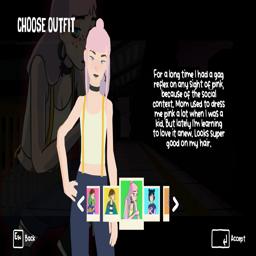 CHOOSE OUTFIT
For a long time I had a gag
reflex on any sight of pink,
because of the social
context. Mom used to dress
me pink a lot when I was a
kid. But lately I'm learning
to love it anew. Looks super
good on my hair.
Esc Back
Accept